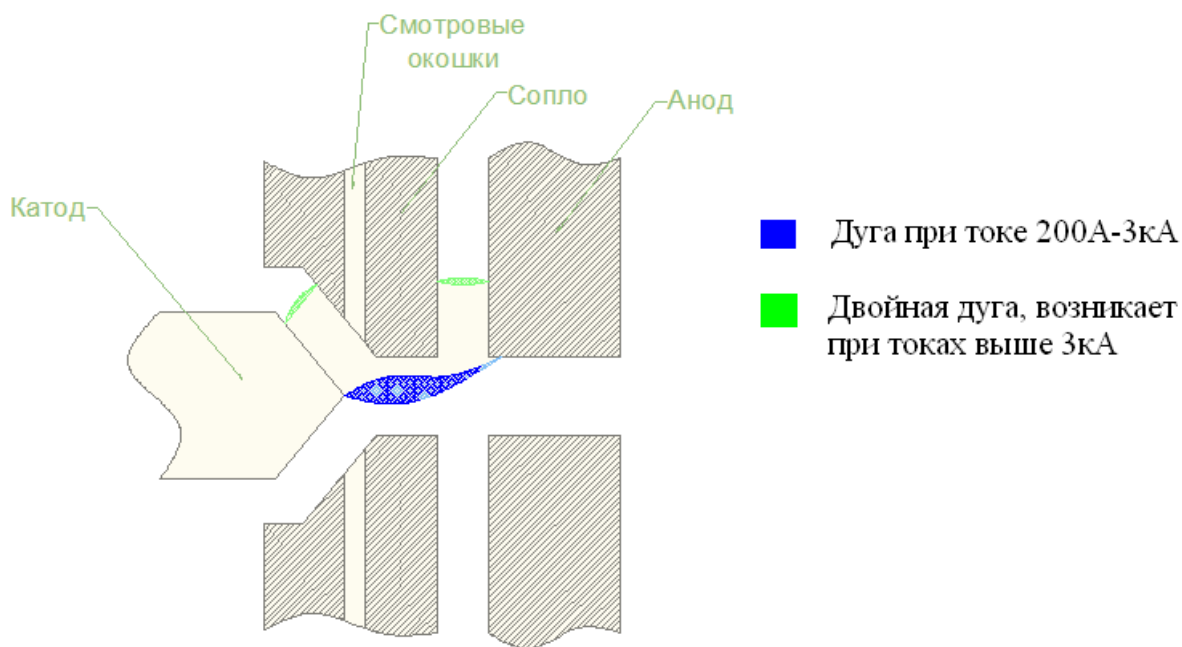 Смотровые
окошки
Сопло
Анод
Катод
Дуга при токе 200А-3кА
Двойная дуга, возникает
при токах выше 3кА